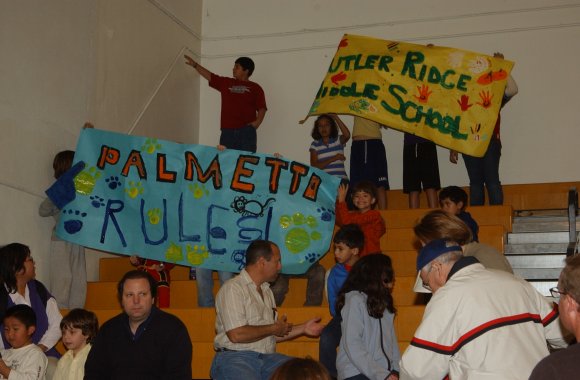 PALMETTO
RULES!
UTLER RIDGE
IDDLE SCHOOL